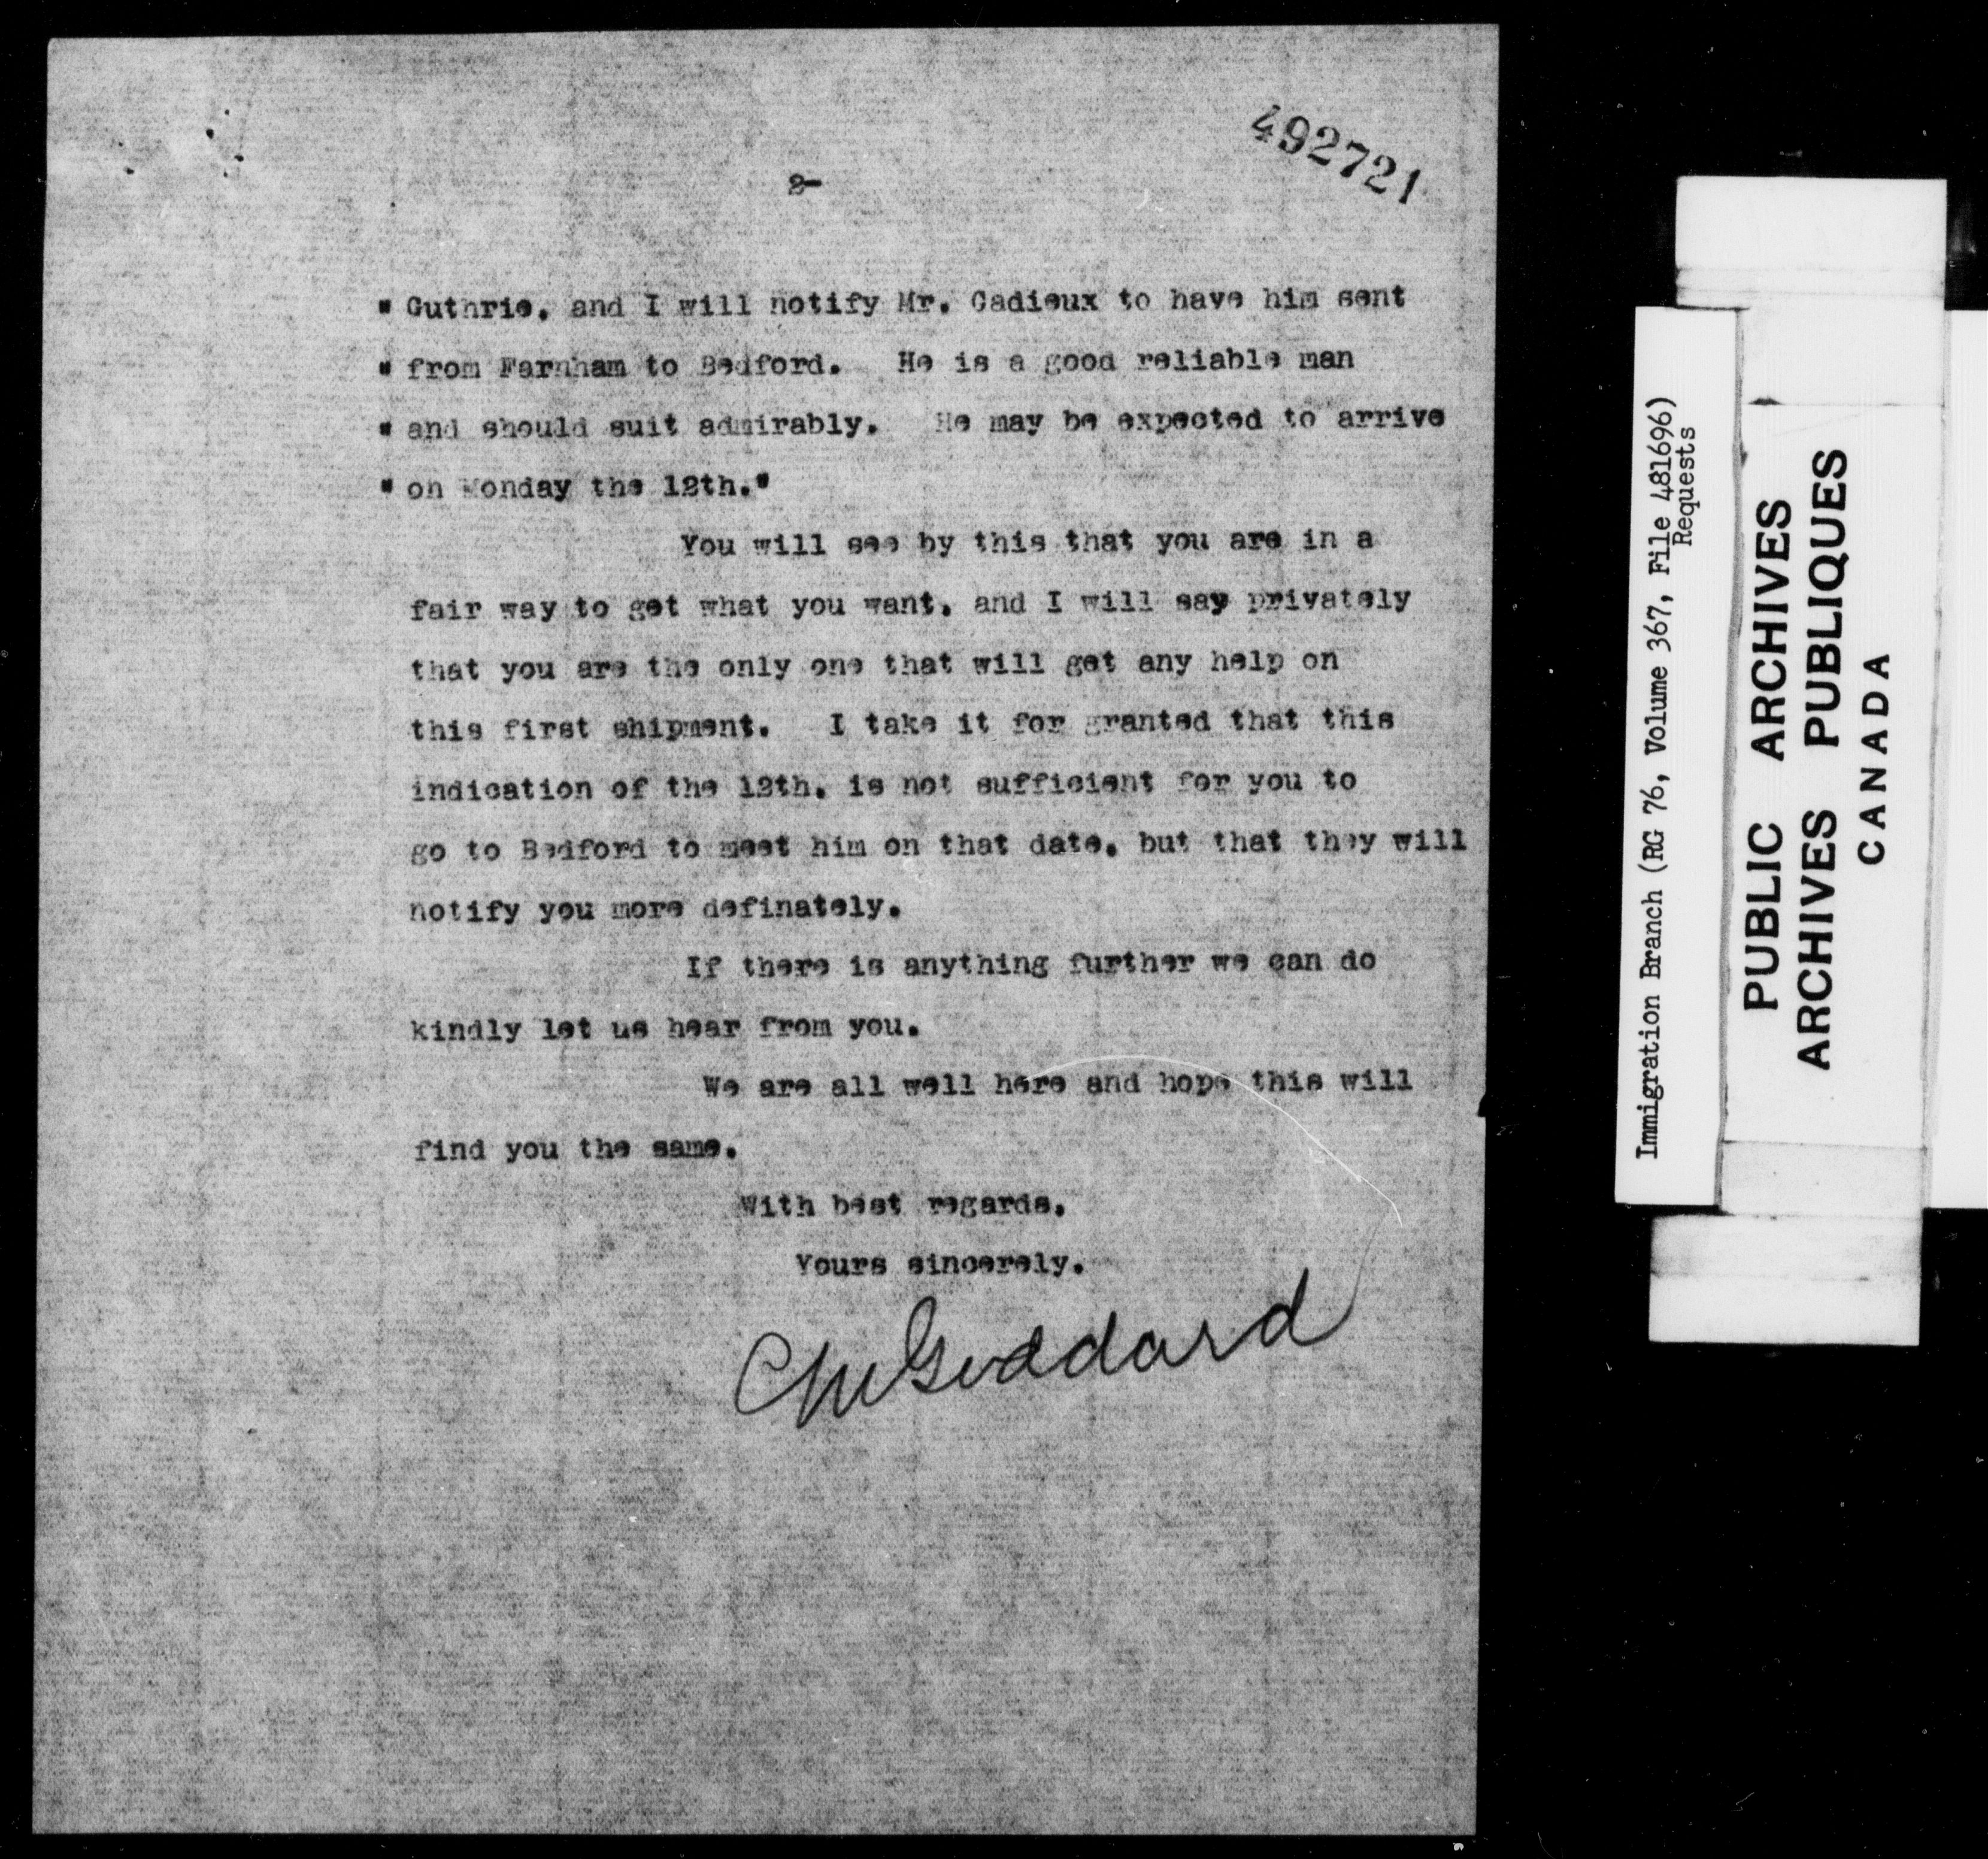 492721
2-
" Guthrie, and I will notify Mr. Cadieux to have him sent
" from Farnham to Bedford. He is a good reliable man
" and should suit admirably. He may be expected to arrive
" on Monday the 12th."
You will see by this that you are in a
fair way to get what you want, and I will say privately
that you are the only one that will get any help on
this first shipment. I take it for granted that this
indication of the 12th, is not sufficient for you to
go to Bedford to meet him on that date, but that they will
notify you more definately.
If there is anything further we can do
kindly let us hear from you.
We are all well here and hope this will
find you the same.
With best regards,
Yours sincerely,
CM Goddard
Immigration Branch (RG 76, Volume 367, File 481696)
Requests
PUBLIC ARCHIVES
ARCHIVES PUBLIQUES
CANADA